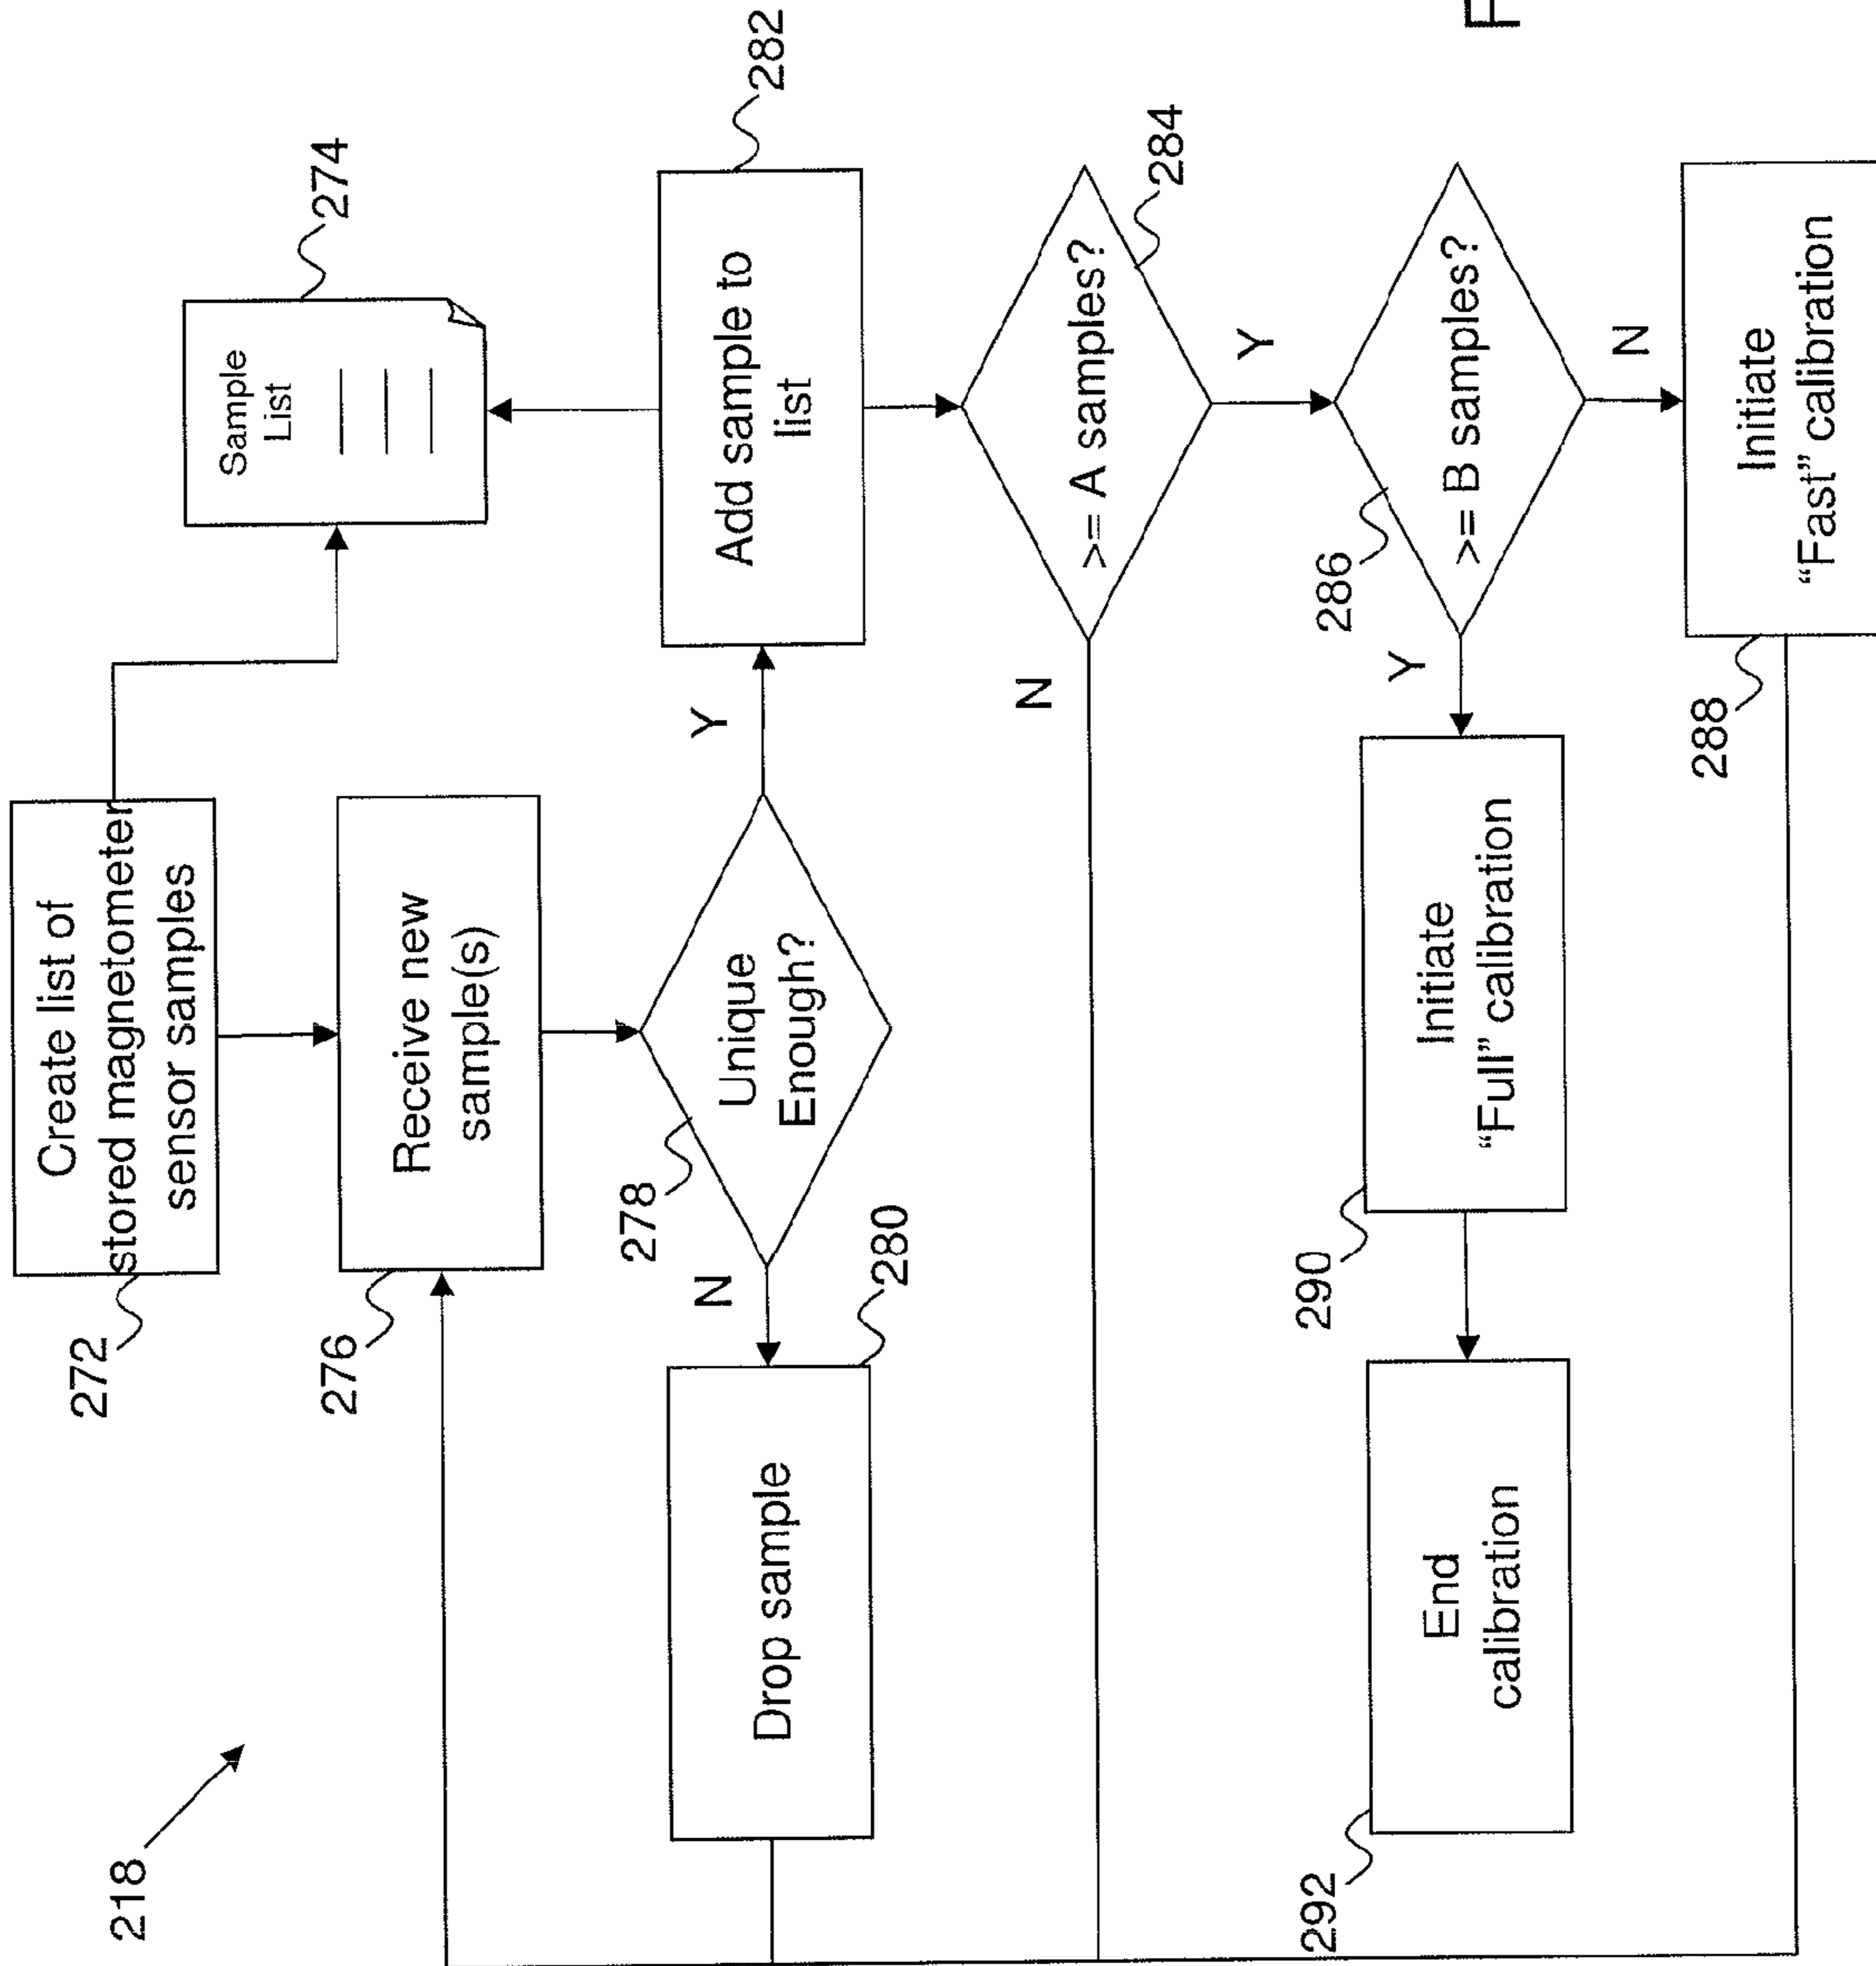 218
272
Create list of
stored magnetometer
sensor samples
Sample
List
274
276
Receive new
sample(s)
278
Unique
Enough?
N
Y
Drop sample
280
Add sample to
list
282
>= A samples?
284
N
Y
286
>= B samples?
Y
N
290
Initiate
“Full” calibration
292
End
calibration
288
Initiate
“Fast” calibration
F